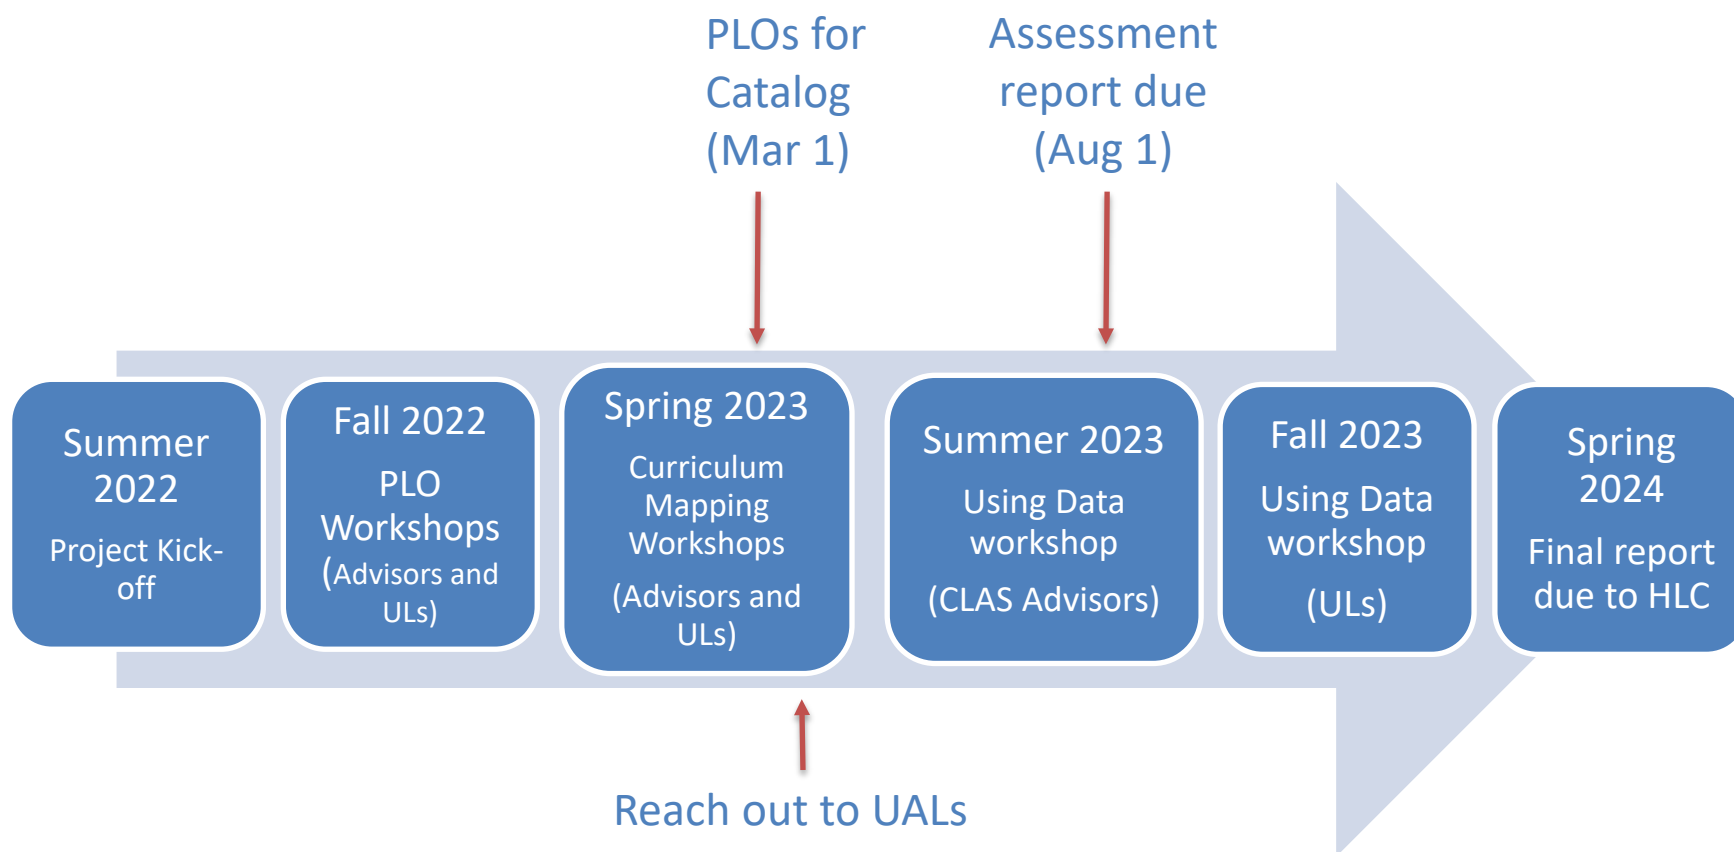 PLOs for
Catalog
(Mar 1)
Assessment
report due
(Aug 1)
Summer
2022
Project Kick-
off
Fall 2022
PLO
Workshops
(Advisors and
ULs)
Spring 2023
Curriculum
Mapping
Workshops
(Advisors and
ULs)
Summer 2023
Using Data
workshop
(CLAS Advisors)
Fall 2023
Using Data
workshop
(ULs)
Spring
2024
Final report
due to HLC
Reach out to UALs